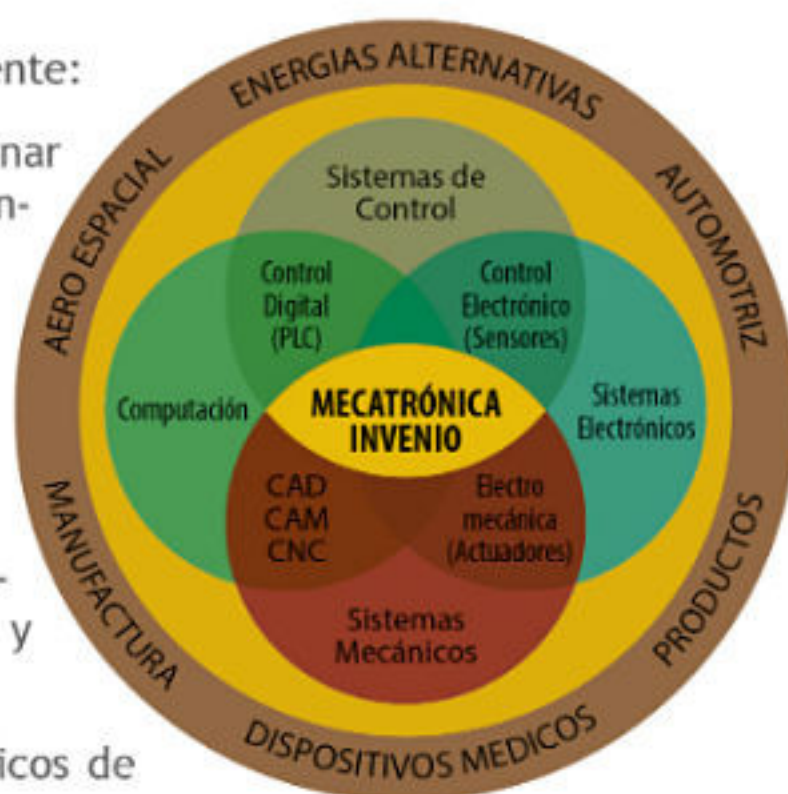 ente:
nar
n-
-
y
icos de
ENERGIAS ALTERNATIVAS
AERO ESPACIAL
AUTOMOTRIZ
Sistemas de
Control
Control
Digital
(PLC)
Control
Electrónico
(Sensores)
Computación
MECATRÓNICA
INVENIO
Sistemas
Electrónicos
CAD
CAM
CNC
Electro
mecánica
(Actuadores)
Sistemas
Mecánicos
MANUFACTURA
PRODUCTOS
DISPOSITIVOS MEDICOS